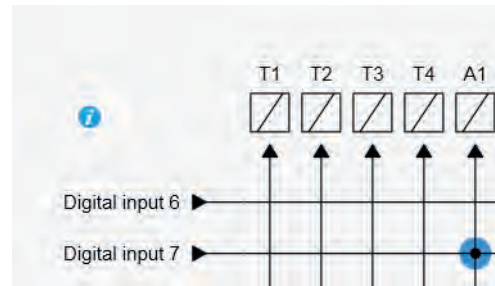 T1 T2 T3 T4 A1
i
Digital input 6
Digital input 7